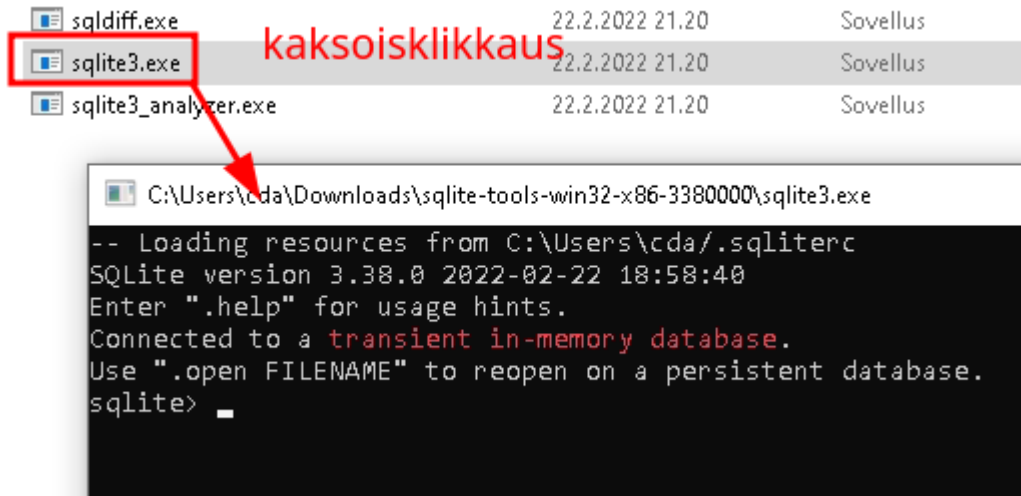 sqldiff.exe 22.2.2022 21.20 Sovellus
kaksoisklikkaus
sqlite3.exe 22.2.2022 21.20 Sovellus
sqlite3_analyzer.exe 22.2.2022 21.20 Sovellus
C:\Users\cda\Downloads\sqlite-tools-win32-x86-3380000\sqlite3.exe
-- Loading resources from C:\Users\cda/.sqliterc
SQLite version 3.38.0 2022-02-22 18:58:40
Enter ".help" for usage hints.
Connected to a transient in-memory database.
Use ".open FILENAME" to reopen on a persistent database.
sqlite> _